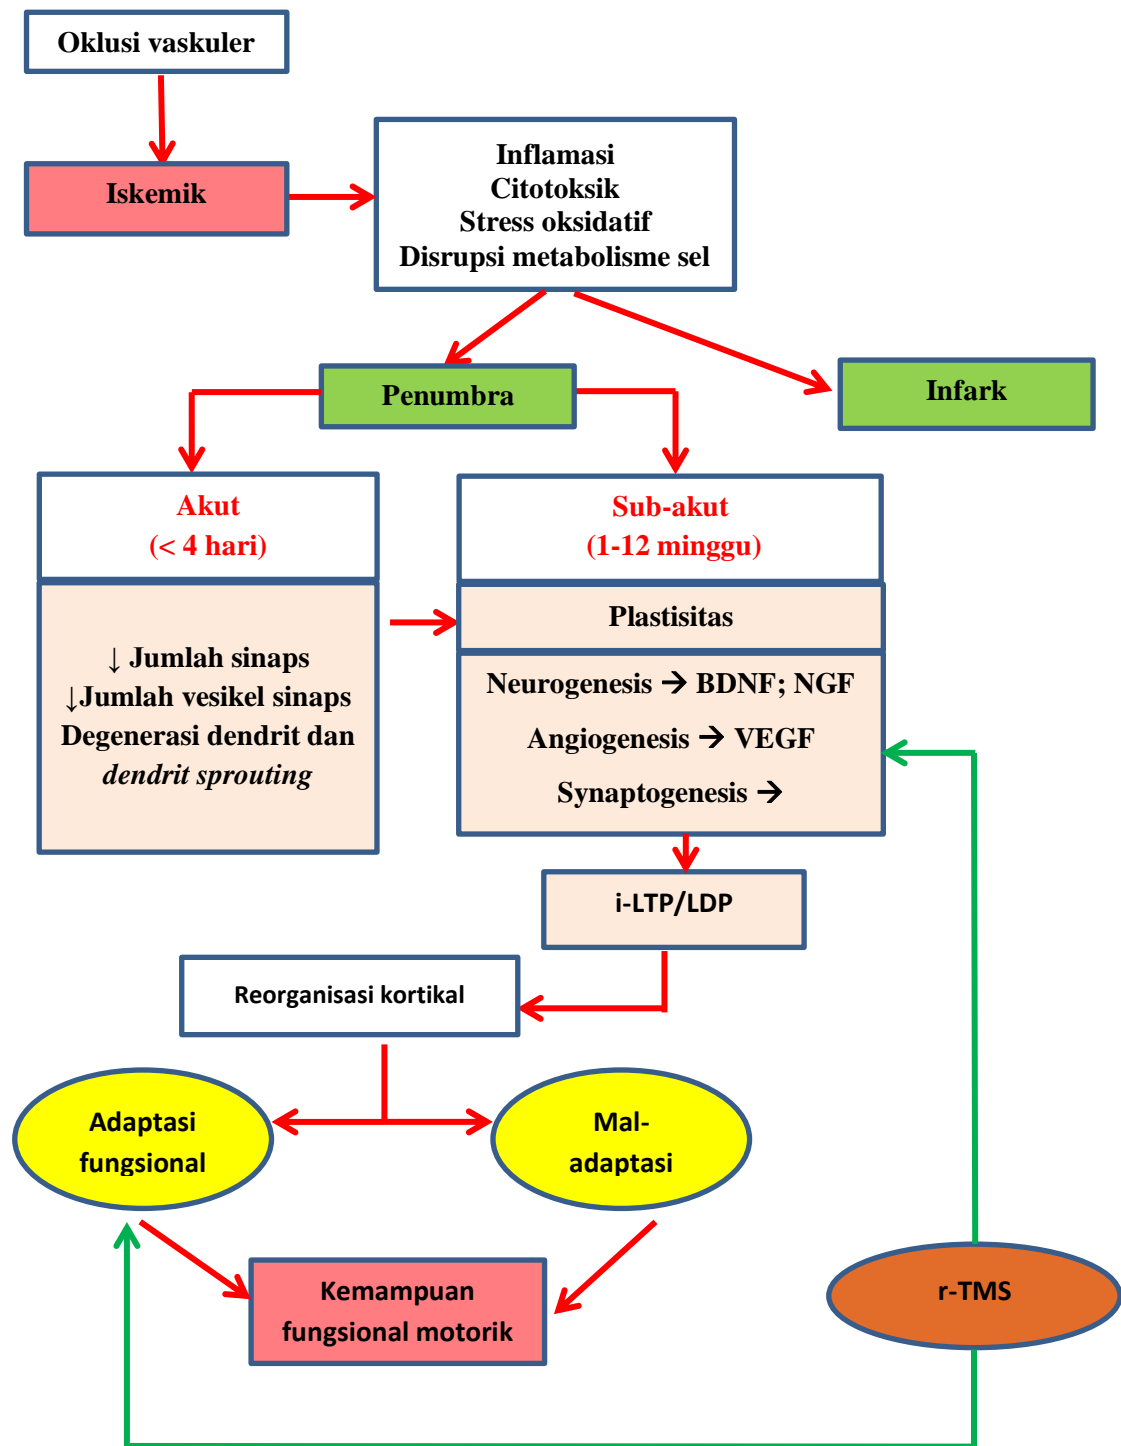 Oklusi vaskuler
Iskemik
Inflamasi
Citotoksik
Stress oksidatif
Disrupsi metabolisme sel
Penumbra
Infark
Akut
(< 4 hari)
Sub-akut
(1-12 minggu)
↓ Jumlah sinaps
↓Jumlah vesikel sinaps
Degenerasi dendrit dan
dendrit sprouting
Plastisitas
Neurogenesis → BDNF; NGF
Angiogenesis → VEGF
Synaptogenesis →
i-LTP/LDP
Reorganisasi kortikal
Adaptasi
fungsional
Mal-
adaptasi
Kemampuan
fungsional motorik
r-TMS